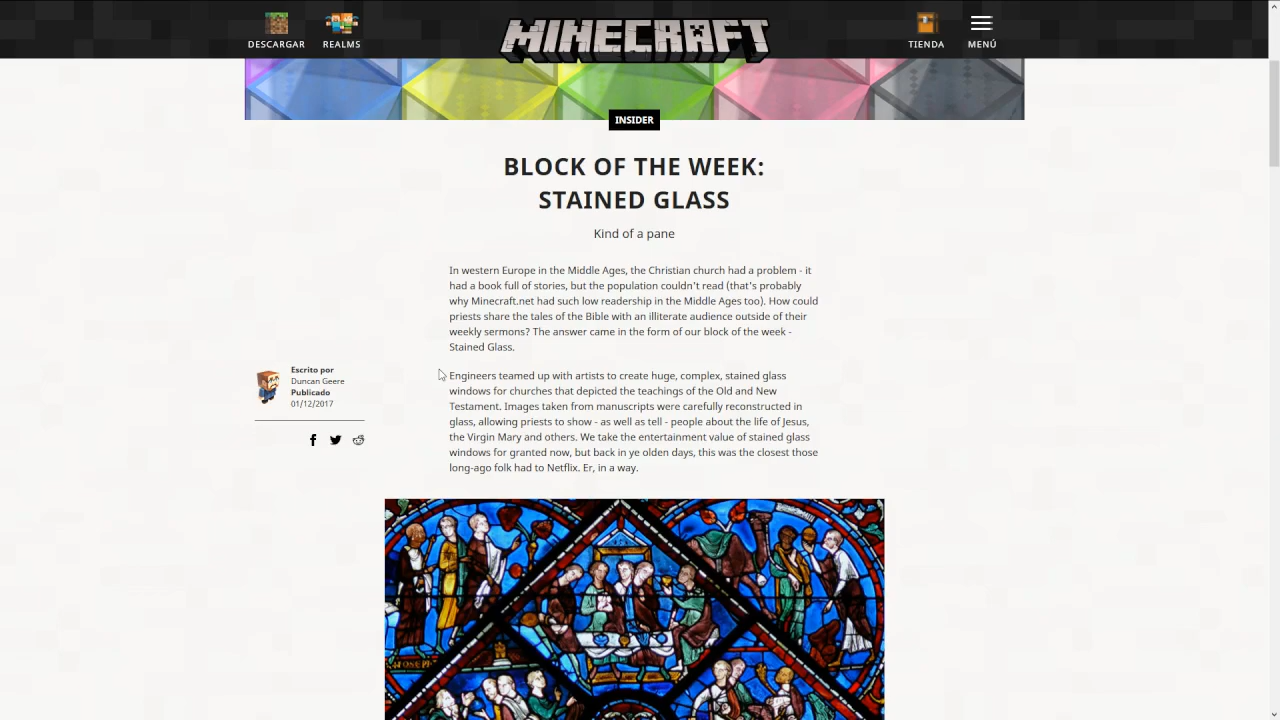 DESCARGAR REALMS MINECRAFT TIENDA MENÚ
INSIDER
BLOCK OF THE WEEK:
STAINED GLASS
Kind of a pane
In western Europe in the Middle Ages, the Christian church had a problem - it
had a book full of stories, but the population couldn't read (that's probably
why Minecraft.net had such low readership in the Middle Ages too). How could
priests share the tales of the Bible with an illiterate audience outside of their
weekly sermons? The answer came in the form of our block of the week -
Stained Glass.
Escrito por
Duncan Geere
Publicado
01/12/2017
Engineers teamed up with artists to create huge, complex, stained glass
windows for churches that depicted the teachings of the Old and New
Testament. Images taken from manuscripts were carefully reconstructed in
glass, allowing priests to show - as well as tell - people about the life of Jesus,
the Virgin Mary and others. We take the entertainment value of stained glass
windows for granted now, but back in ye olden days, this was the closest those
long-ago folk had to Netflix. Er, in a way.